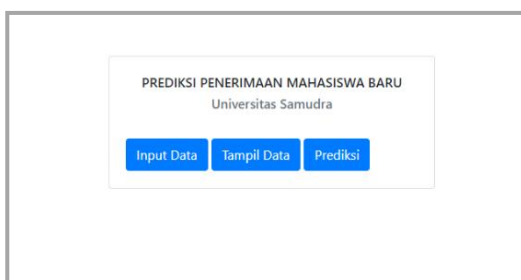 PREDIKSI PENERIMAAN MAHASISWA BARU
Universitas Samudra
Input Data Tampil Data Prediksi